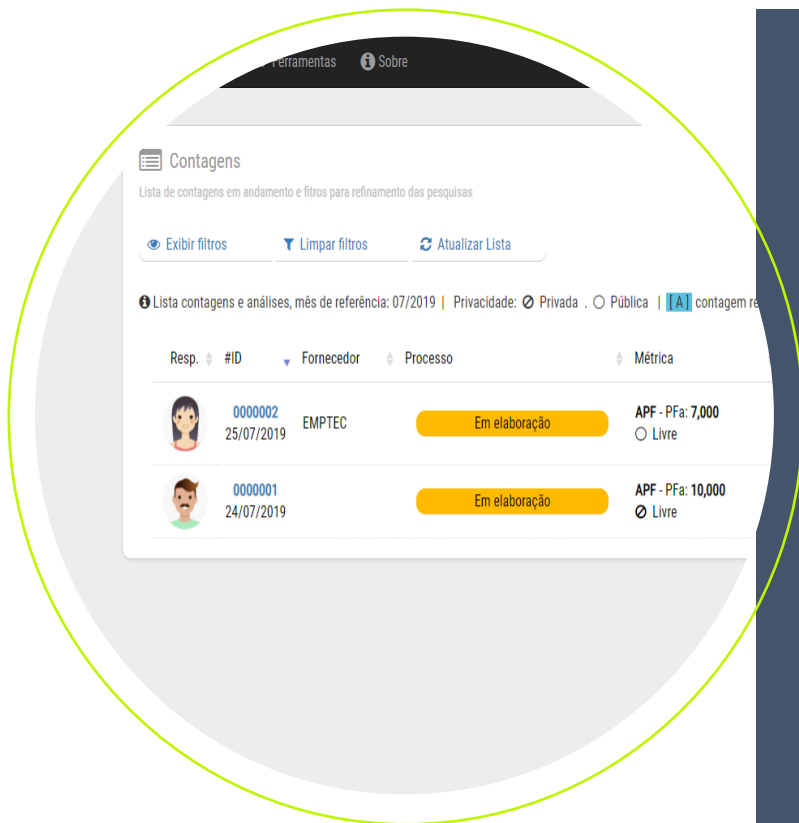 Ferramentas Sobre
Contagens
Lista de contagens em andamento e fitros para refinamento das pesquisas
Exibir filtros Limpar filtros Atualizar Lista
Lista contagens e análises, mês de referência: 07/2019 | Privacidade: Privada . Pública | [ A ] contagem
Resp. #ID Fornecedor Processo Métrica
0000002 EMPTEC Em elaboração APF - PFa: 7,000
25/07/2019 Livre
0000001 Em elaboração APF - PFa: 10,000
24/07/2019 Livre